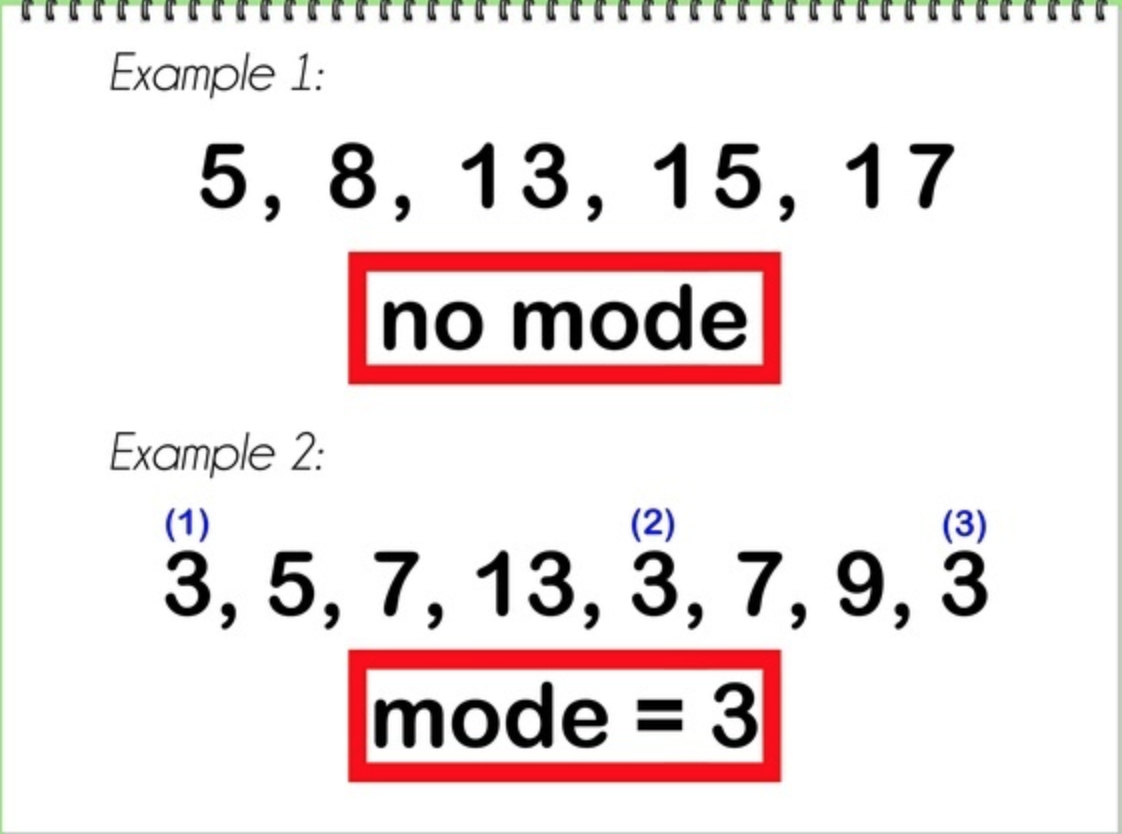 Example 1:
5, 8, 13, 15, 17
no mode
Example 2:
(1) (2) (3)
3, 5, 7, 13, 3, 7, 9, 3
mode = 3